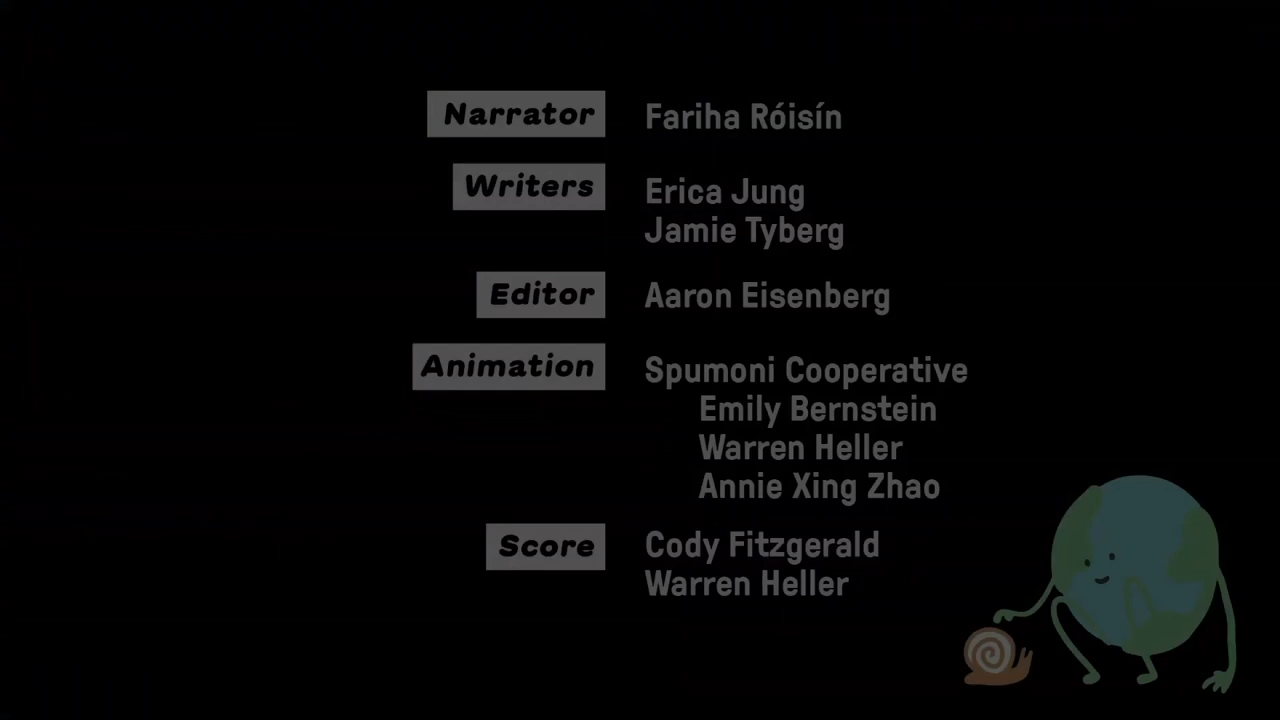 Narrator Fariha Róisín
Writers Erica Jung
Jamie Tyberg
Editor Aaron Eisenberg
Animation Spumoni Cooperative
Emily Bernstein
Warren Heller
Annie Xing Zhao
Score Cody Fitzgerald
Warren Heller